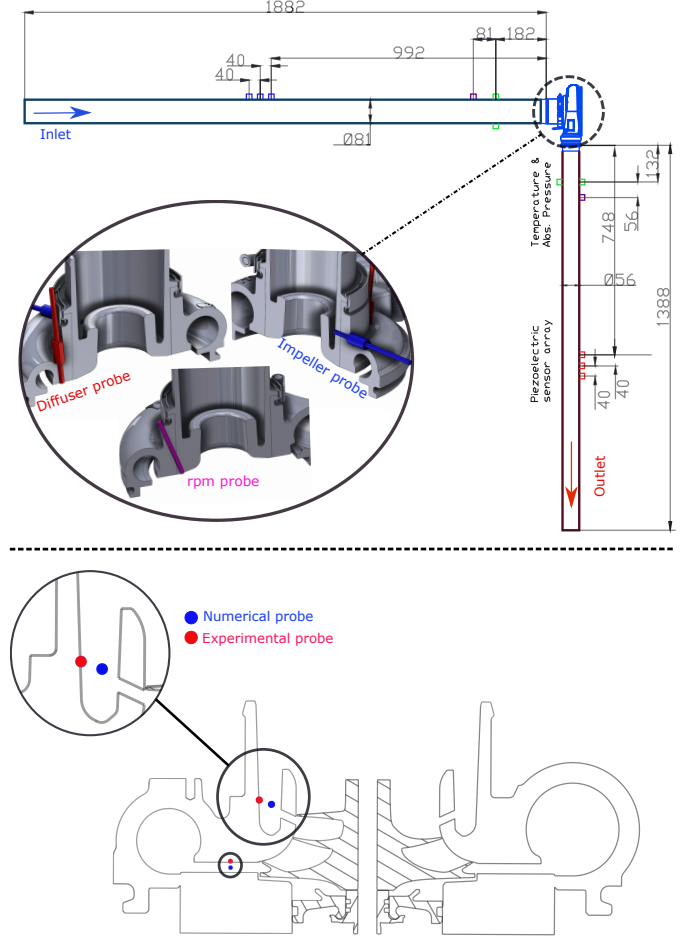 1882
992
81
182
40
40
Inlet
Ø81
132
Temperature &
Abs. Pressure
748
56
Ø56
1388
Diffuser probe
Impeller probe
rpm probe
Piezoelectric
sensor array
40
40
Outlet
Numerical probe
Experimental probe